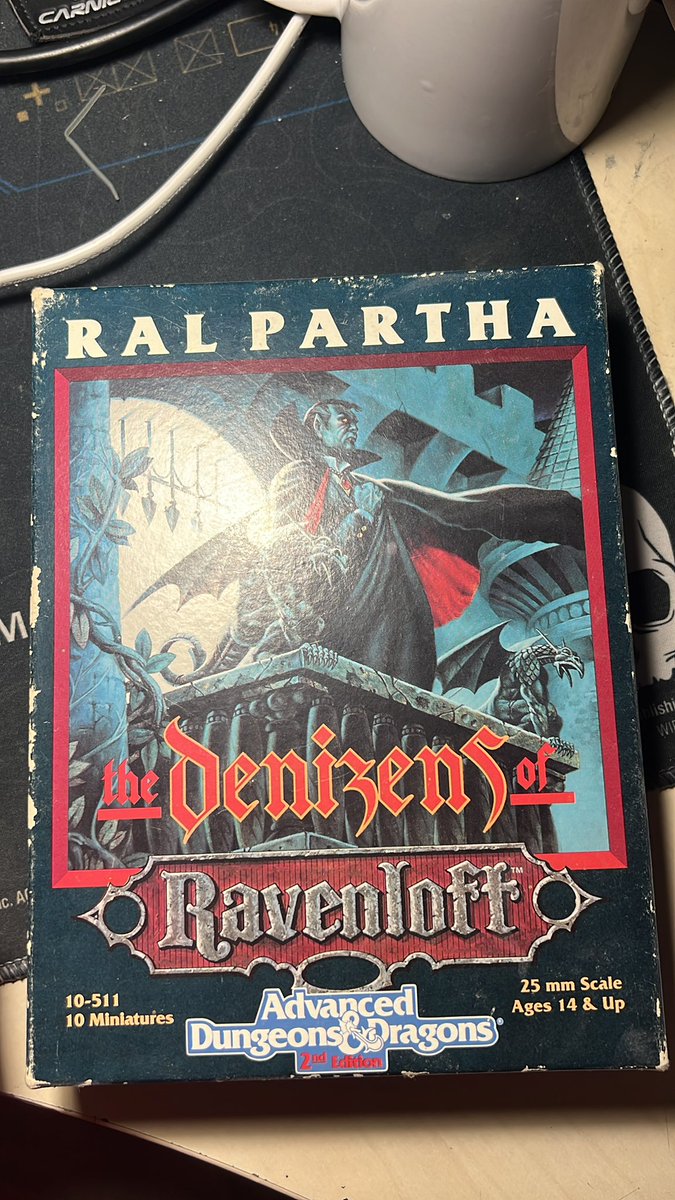 RAL PARTHA
the Denizens of
Ravenloft™
10-511
10 Miniatures
25 mm Scale
Ages 14 & Up
Advanced
Dungeons & Dragons®
2nd Edition